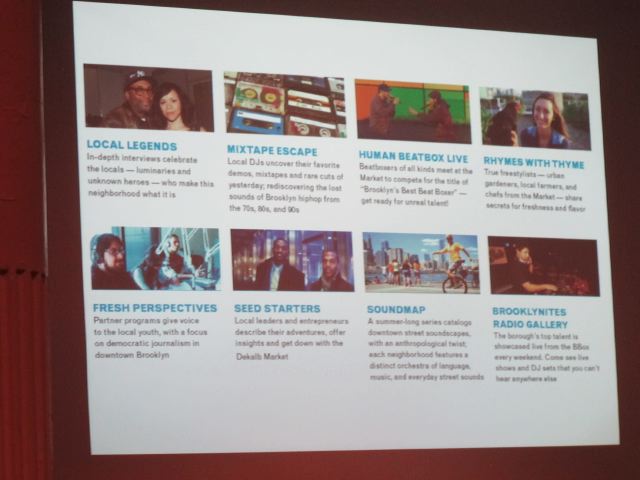 LOCAL LEGENDS
In-depth interviews celebrate
the locals — luminaries and
unknown heroes — who make this
neighborhood what it is
MIXTAPE ESCAPE
Local DJs uncover their favorite
demos, mixtapes and rare cuts of
yesterday; rediscovering the lost
sounds of Brooklyn hiphop from
the 70s, 80s, and 90s
HUMAN BEATBOX LIVE
Beatboxers of all kinds meet at the
Market to compete for the title of
"Brooklyn's Best Beat Boxer" —
get ready for unreal talent!
RHYMES WITH THYME
True freestylists — urban
gardeners, local farmers, and
chefs from the Market — share
secrets for freshness and flavor
FRESH PERSPECTIVES
Partner programs give voice
to the local youth, with a focus
on democratic journalism in
downtown Brooklyn
SEED STARTERS
Local leaders and entrepreneurs
describe their adventures, offer
insights and get down with the
Dekalb Market
SOUNDMAP
A summer-long series catalogs
downtown street soundscapes,
with an anthropological twist,
each neighborhood features a
distinct orchestra of language,
music, and everyday street sounds
BROOKLYNITES
RADIO GALLERY
The borough's top talent is
showcased live from the BBox
every weekend. Come see live
shows and DJ sets that you can't
hear anywhere else